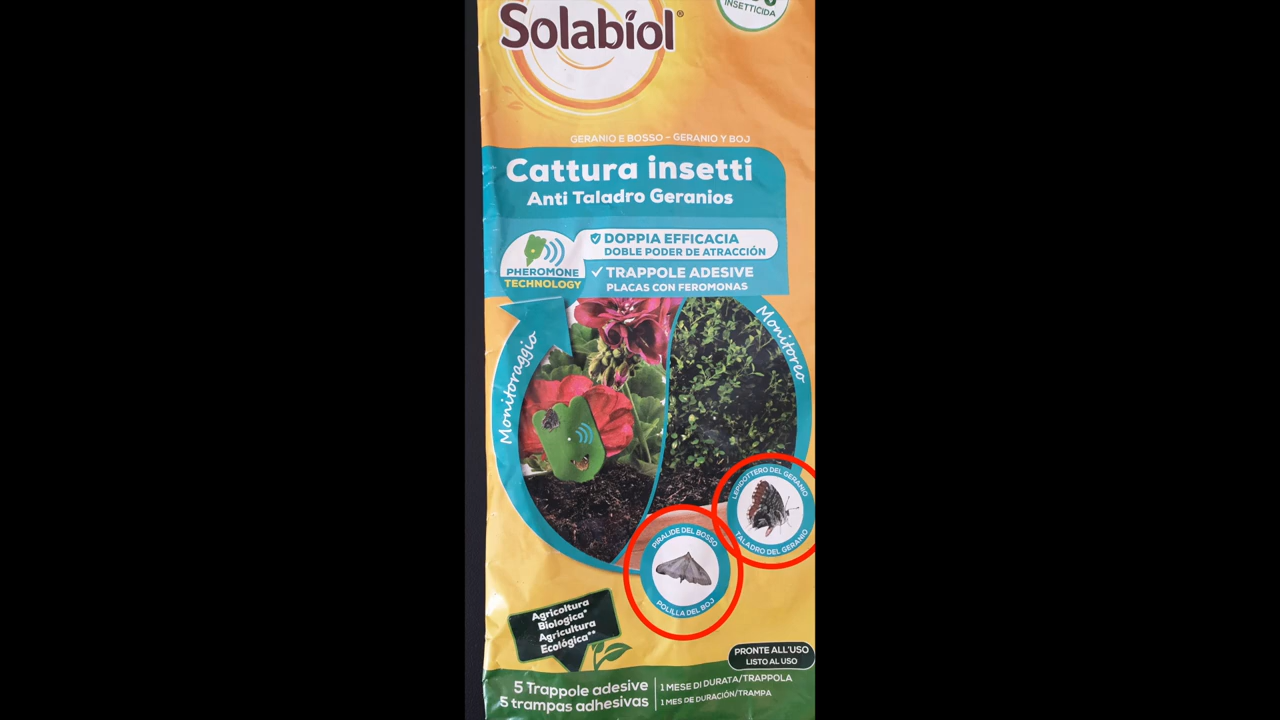 Solabiol®
INSETTICIDA
GERANIO E BOSSO - GERANIO Y BOJ
Cattura insetti
Anti Taladro Geranios
DOPPIA EFFICACIA
DOBLE PODER DE ATRACCIÓN
PHEROMONE
TECHNOLOGY
TRAPPOLE ADESIVE
PLACAS CON FEROMONAS
Monitoraggio
Monitoreo
LEPIDOTTERO DEL GERANIO
TALADRO DEL GERANIO
PIRALIDE DEL BOSSO
POLILLA DEL BOJ
Agricoltura
Biologica*
Agricultura
Ecológica**
PRONTE ALL'USO
LISTO AL USO
5 Trappole adesive
5 trampas adhesivas
1 MESE DI DURATA/TRAPPOLA
1 MES DE DURACIÓN/TRAMPA